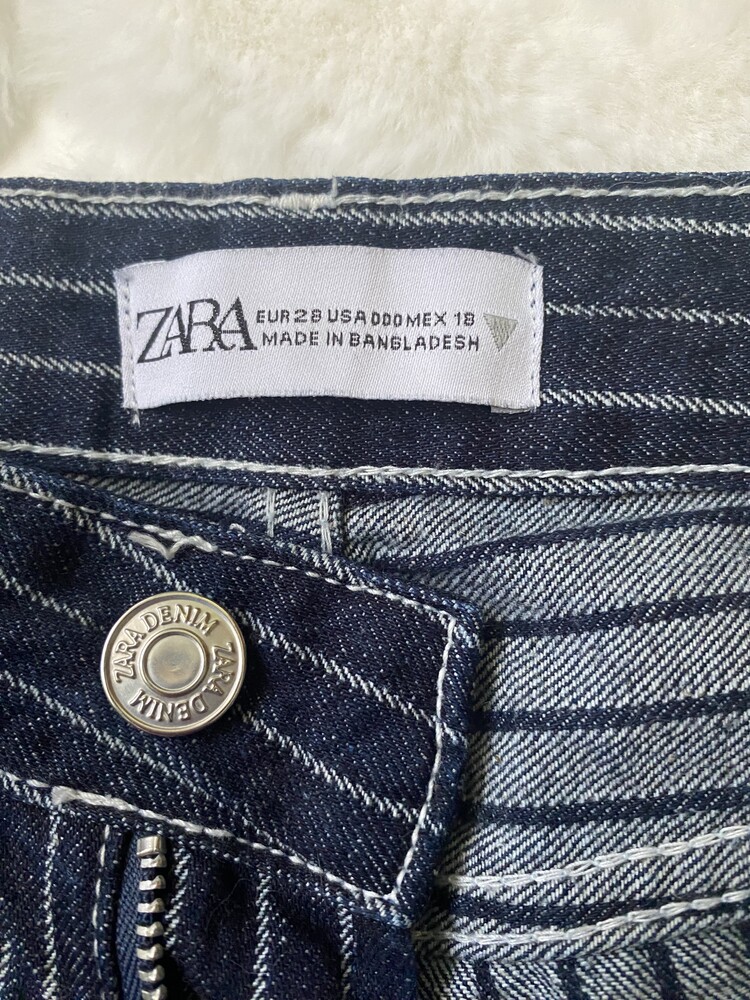 ZARA
EUR 28 USA 000 MEX 18
MADE IN BANGLADESH
ZARA DENIM
ZARA DENIM